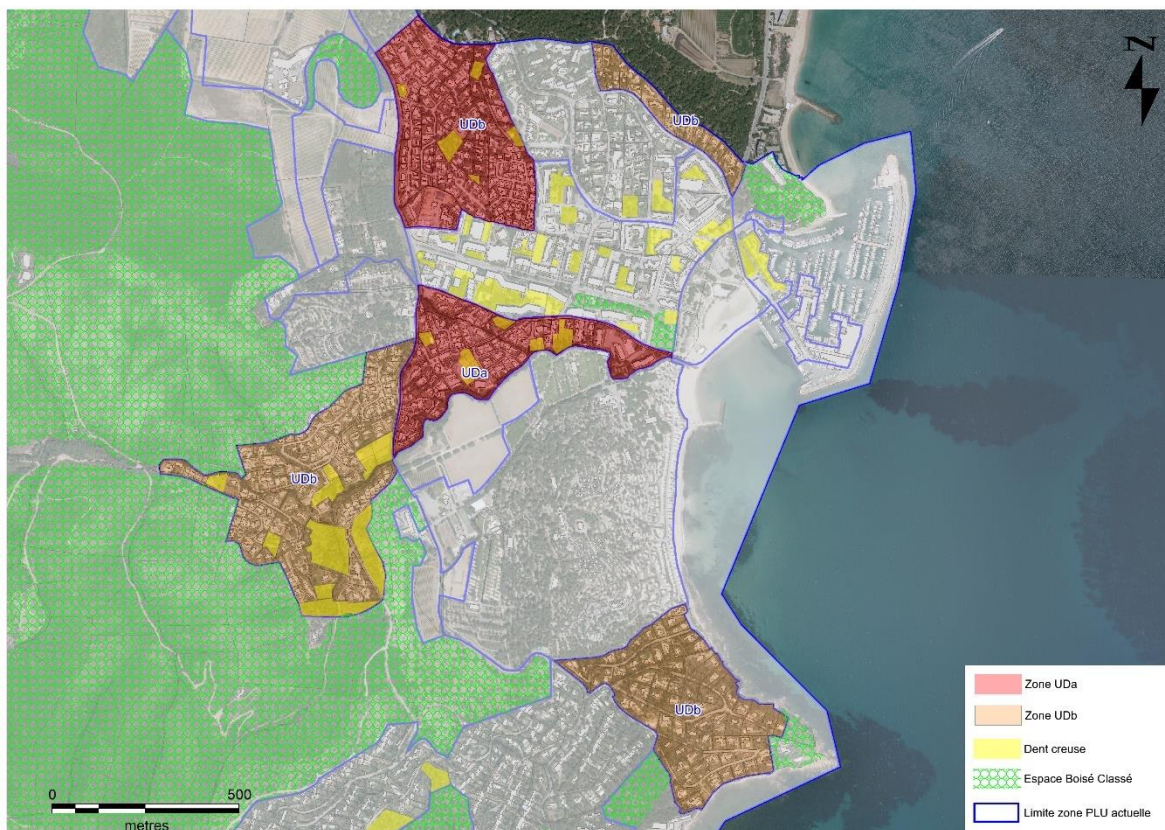 N
UDb
UDb
UDa
UDb
UDb
Zone UDa
Zone UDb
Dent creuse
Espace Boisé Classé
Limite zone PLU actuelle
0 500
metres